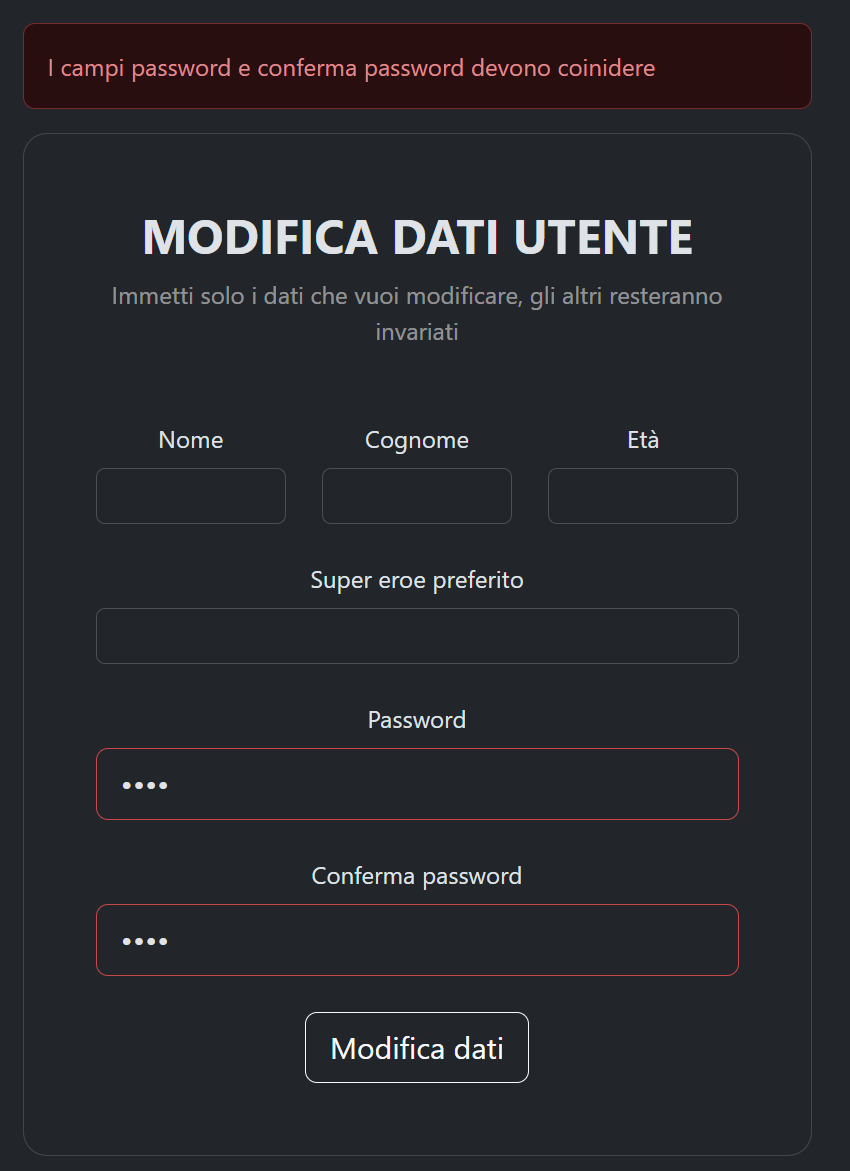 I campi password e conferma password devono coinidere
MODIFICA DATI UTENTE
Immetti solo i dati che vuoi modificare, gli altri resteranno
invariati
Nome Cognome Età
Super eroe preferito
Password
••••
Conferma password
••••
Modifica dati